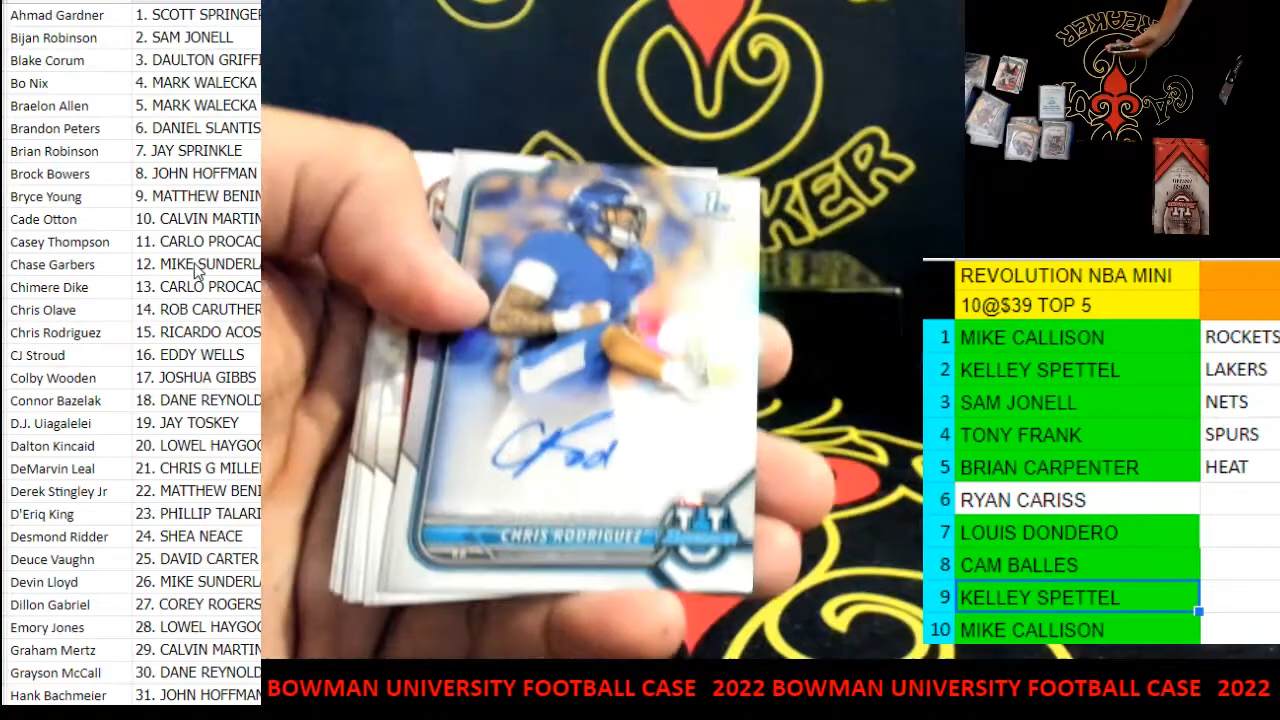 Ahmad Gardner 1. SCOTT SPRINGER
Bijan Robinson 2. SAM JONELL
Blake Corum 3. DAULTON GRIFFI
Bo Nix 4. MARK WALECKA
Braelon Allen 5. MARK WALECKA
Brandon Peters 6. DANIEL SLANTIS
Brian Robinson 7. JAY SPRINKLE
Brock Bowers 8. JOHN HOFFMAN
Bryce Young 9. MATTHEW BENIN
Cade Otton 10. CALVIN MARTIN
Casey Thompson 11. CARLO PROCAC
Chase Garbers 12. MIKE SUNDERLA
Chimere Dike 13. CARLO PROCAC
Chris Olave 14. ROB CARUTHER
Chris Rodriguez 15. RICARDO ACOS
CJ Stroud 16. EDDY WELLS
Colby Wooden 17. JOSHUA GIBBS
Connor Bazelak 18. DANE REYNOLD
D.J. Uiagalelei 19. JAY TOSKEY
Dalton Kincaid 20. LOWEL HAYGOO
DeMarvin Leal 21. CHRIS G MILLE
Derek Stingley Jr 22. MATTHEW BENI
D'Eriq King 23. PHILLIP TALARI
Desmond Ridder 24. SHEA NEACE
Deuce Vaughn 25. DAVID CARTER
Devin Lloyd 26. MIKE SUNDERLA
Dillon Gabriel 27. COREY ROGERS
Emory Jones 28. LOWEL HAYGOO
Graham Mertz 29. CALVIN MARTIN
Grayson McCall 30. DANE REYNOLD
Hank Bachmeier 31. JOHN HOFFMAN
KER
1st
CHRIS RODRIGUEZ
BREAKER
REVOLUTION NBA MINI
10@$39 TOP 5
1 MIKE CALLISON ROCKETS
2 KELLEY SPETTEL LAKERS
3 SAM JONELL NETS
4 TONY FRANK SPURS
5 BRIAN CARPENTER HEAT
6 RYAN CARISS
7 LOUIS DONDERO
8 CAM BALLES
9 KELLEY SPETTEL
10 MIKE CALLISON
BOWMAN UNIVERSITY FOOTBALL CASE 2022 BOWMAN UNIVERSITY FOOTBALL CASE 2022